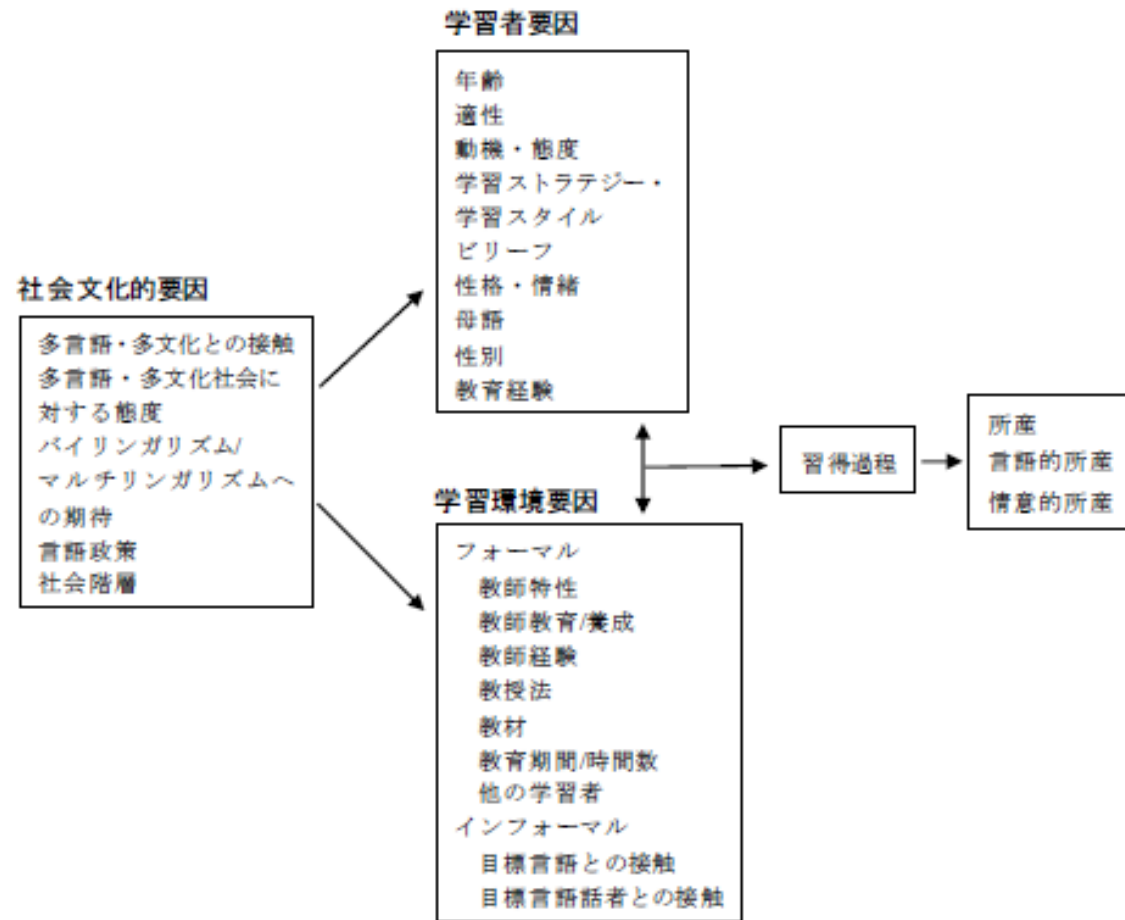 学習者要因
年齢
適性
動機・態度
学習ストラテジー・
学習スタイル
ビリーフ
性格・情緒
母語
性別
教育経験
社会文化的要因
多言語・多文化との接触
多言語・多文化社会に
対する態度
バイリンガリズム/
マルチリンガリズムへ
の期待
言語政策
社会階層
学習環境要因
フォーマル
教師特性
教師教育/養成
教師経験
教授法
教材
教育期間/時間数
他の学習者
インフォーマル
目標言語との接触
目標言語話者との接触
習得過程
所産
言語的所産
情意的所産